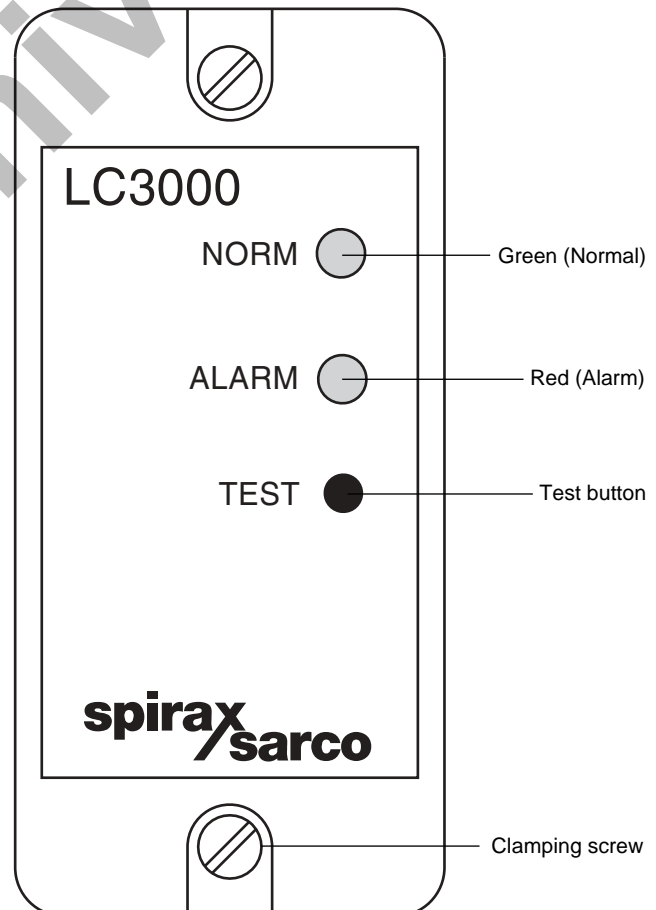 LC3000
NORM
Green (Normal)
ALARM
Red (Alarm)
TEST
Test button
spirax
sarco
Clamping screw